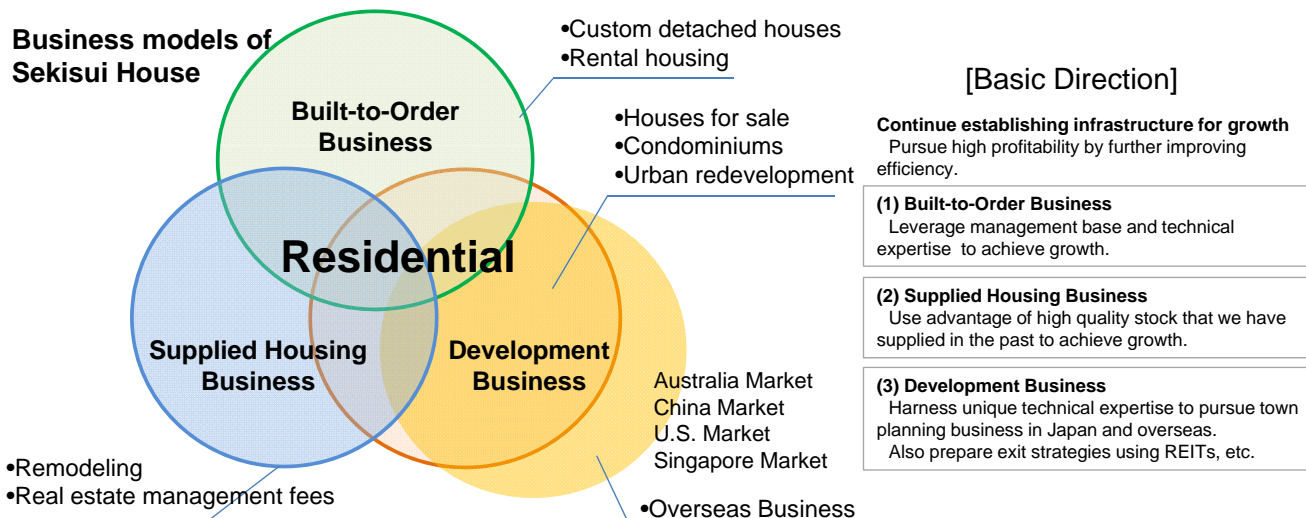 Business models of
Sekisui House
•Custom detached houses
•Rental housing
Built-to-Order
Business
•Houses for sale
•Condominiums
•Urban redevelopment
Residential
Supplied Housing
Business
Development
Business
Australia Market
China Market
U.S. Market
Singapore Market
•Remodeling
•Real estate management fees
•Overseas Business
[Basic Direction]
Continue establishing infrastructure for growth
Pursue high profitability by further improving
efficiency.
(1) Built-to-Order Business
Leverage management base and technical
expertise to achieve growth.
(2) Supplied Housing Business
Use advantage of high quality stock that we have
supplied in the past to achieve growth.
(3) Development Business
Harness unique technical expertise to pursue town
planning business in Japan and overseas.
Also prepare exit strategies using REITs, etc.